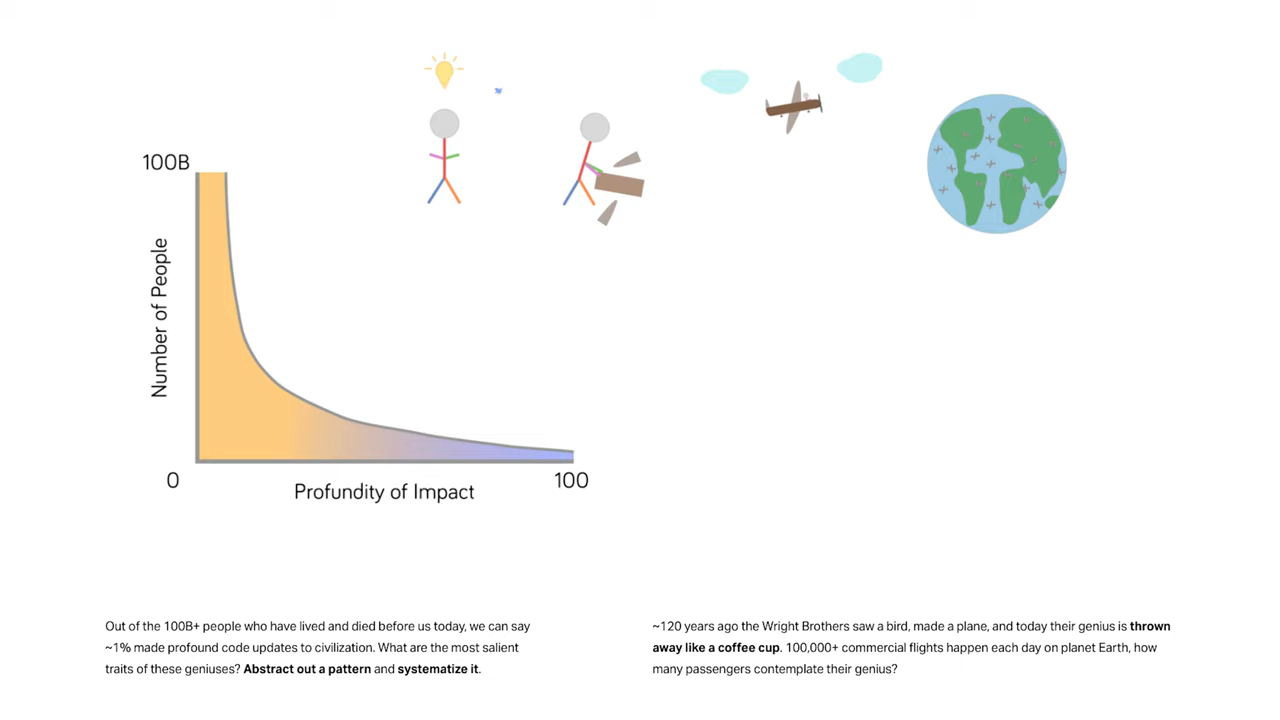 100B
Number of People
0
100
Profundity of Impact
Out of the 100B+ people who have lived and died before us today, we can say
~1% made profound code updates to civilization. What are the most salient
traits of these geniuses? Abstract out a pattern and systematize it.
~120 years ago the Wright Brothers saw a bird, made a plane, and today their genius is thrown
away like a coffee cup. 100,000+ commercial flights happen each day on planet Earth, how
many passengers contemplate their genius?